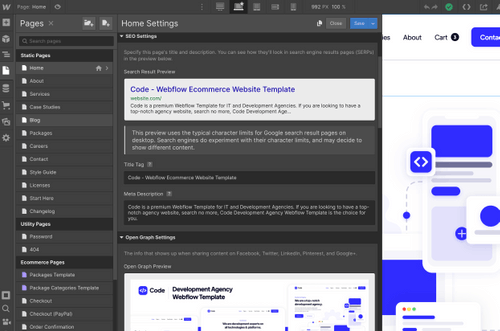 Page: Home
992 PX 100 %
Pages
Search pages
Static Pages
Home
About
Services
Case Studies
Blog
Packages
Careers
Contact
Style Guide
Licenses
Start Here
Changelog
Utility Pages
Password
404
Ecommerce Pages
Packages Template
Package Categories Template
Checkout
Checkout (PayPal)
Order Confirmation
Home Settings
Close
Save
SEO Settings
Specify this page's title and description. You can see how they'll look in search engine results pages (SERPs)
in the preview below.
Search Result Preview
Code - Webflow Ecommerce Website Template
website.com/
Code is a premium Webflow Template for IT and Development Agencies. If you are looking to have a
top-notch agency website, search no more, Code Development Age...
This preview uses the typical character limits for Google search result pages on
desktop. Search engines do experiment with their character limits, and may decide to
show different content.
Title Tag ?
Code - Webflow Ecommerce Website Template
Meta Description ?
Code is a premium Webflow Template for IT and Development Agencies. If you are looking to have a top-
notch agency website, search no more, Code Development Agency Webflow Template is the choice for
you.
Open Graph Settings
The info that shows up when sharing content on Facebook, Twitter, LinkedIn, Pinterest, and Google+.
Open Graph Preview
Code
Development Agency
Webflow Template
ies
About
Cart
Conta